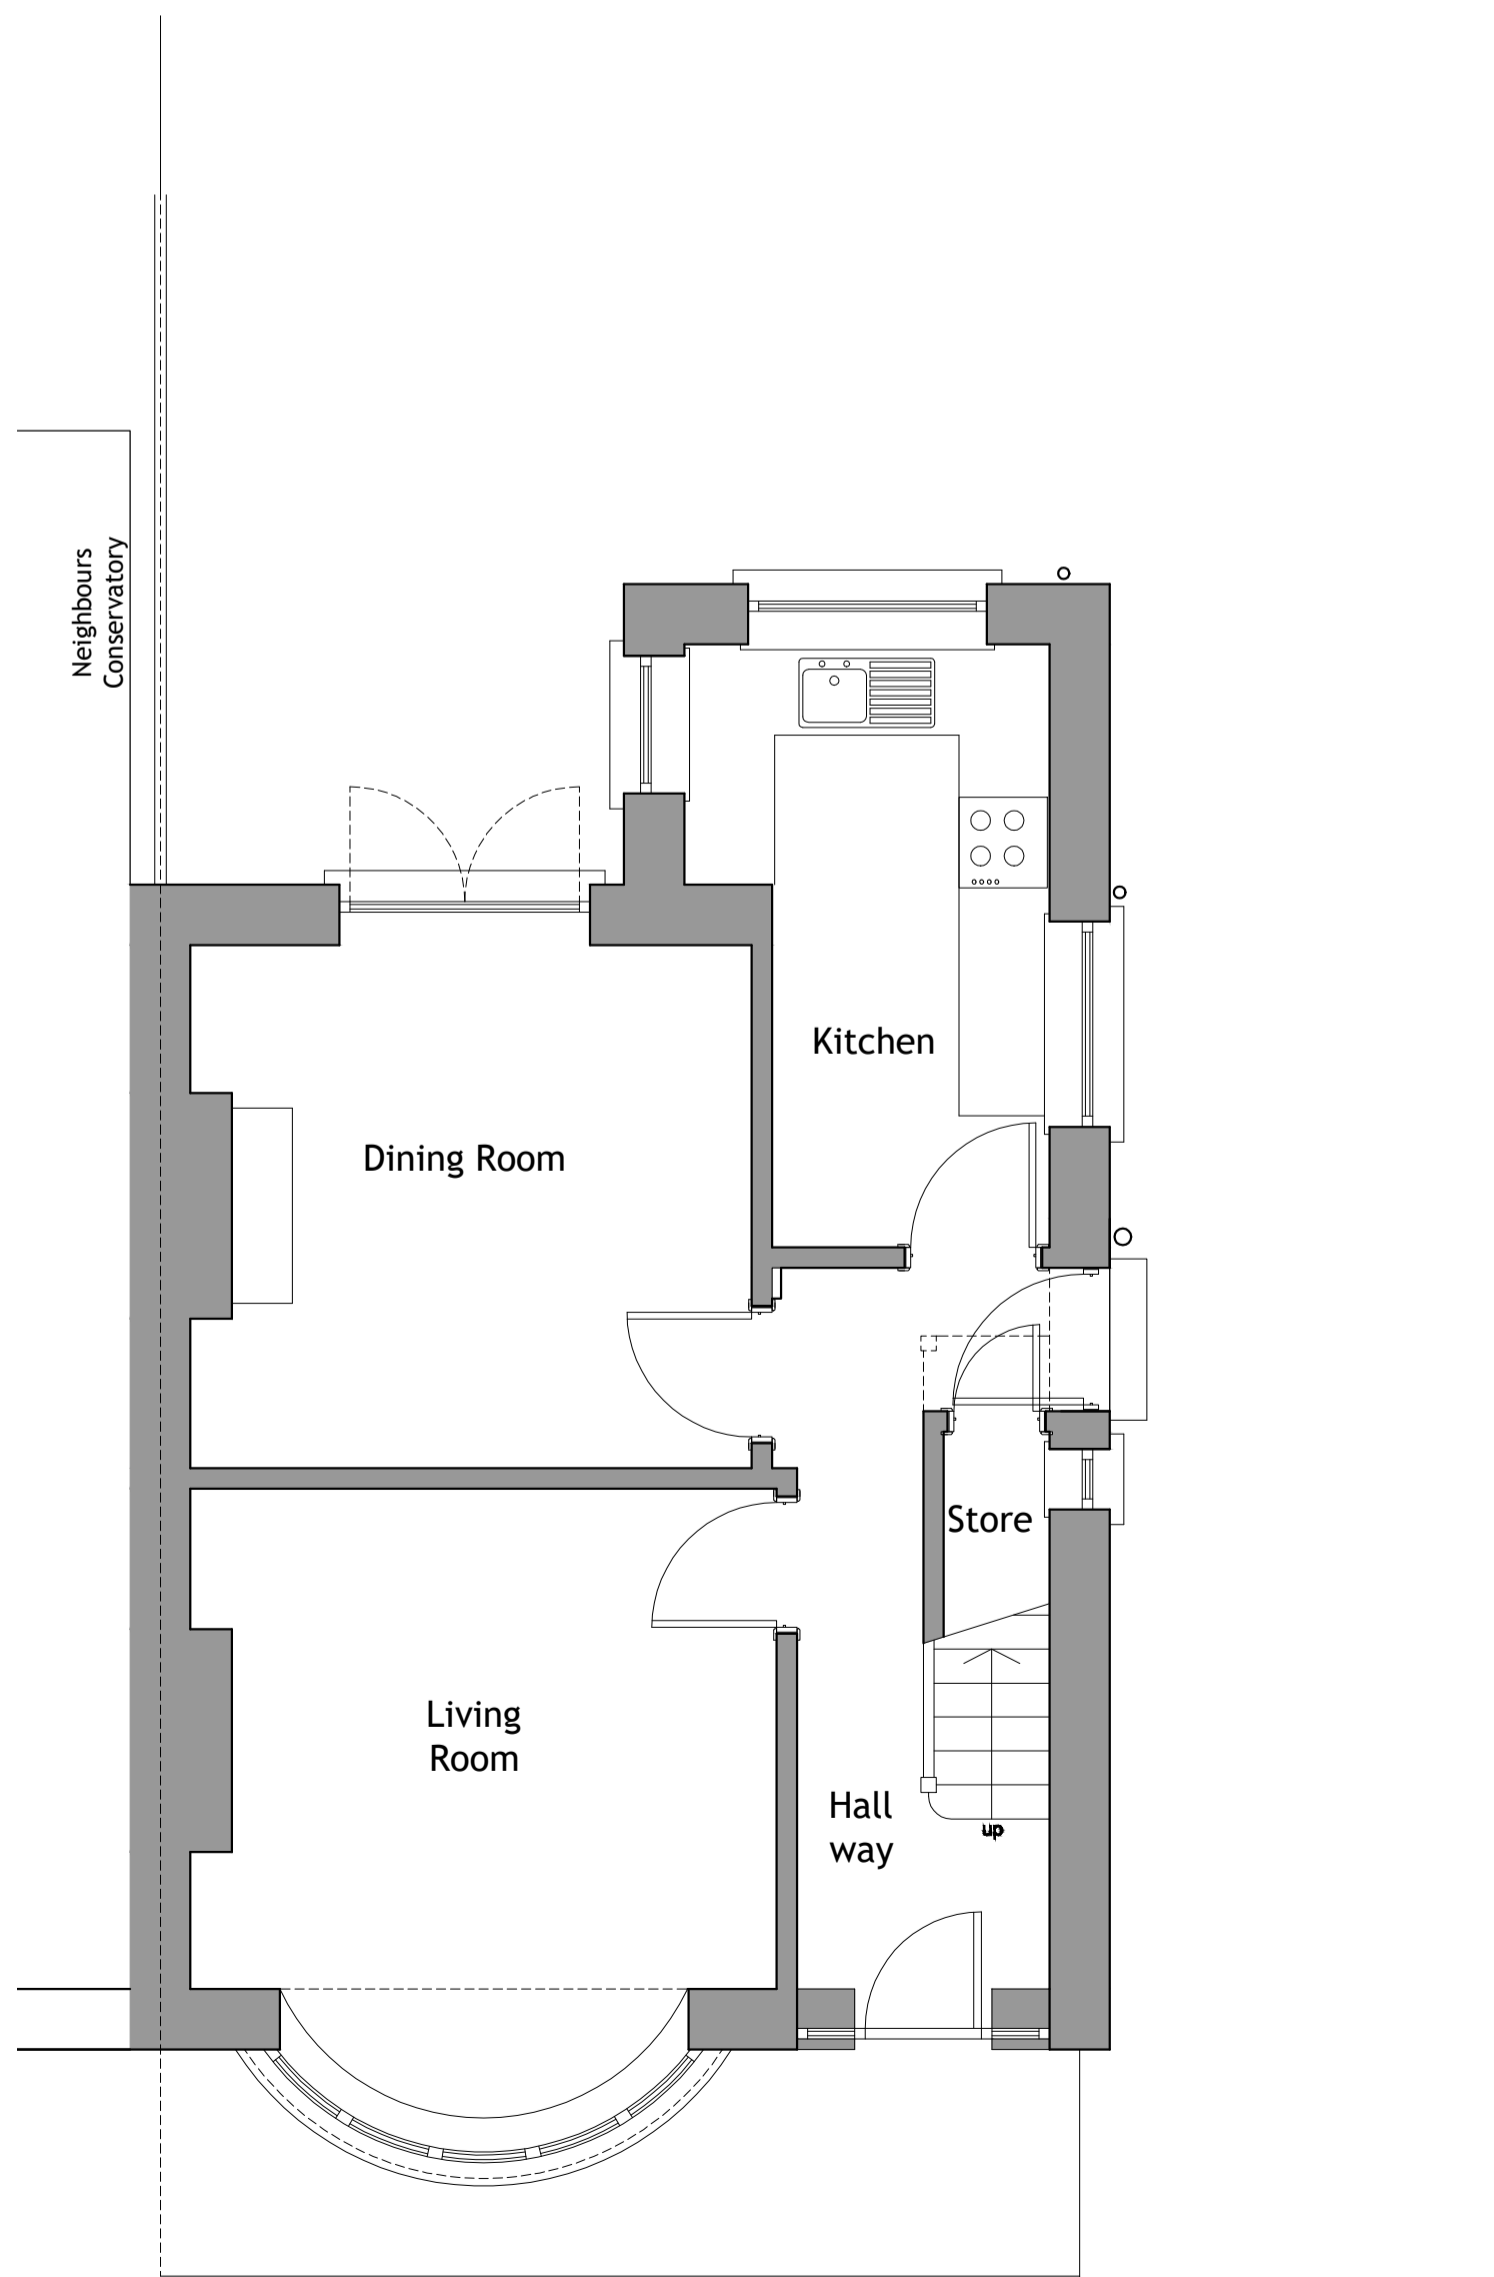 Neighbours
Conservatory
Kitchen
Dining Room
Store
Living
Room
Hall
way
up